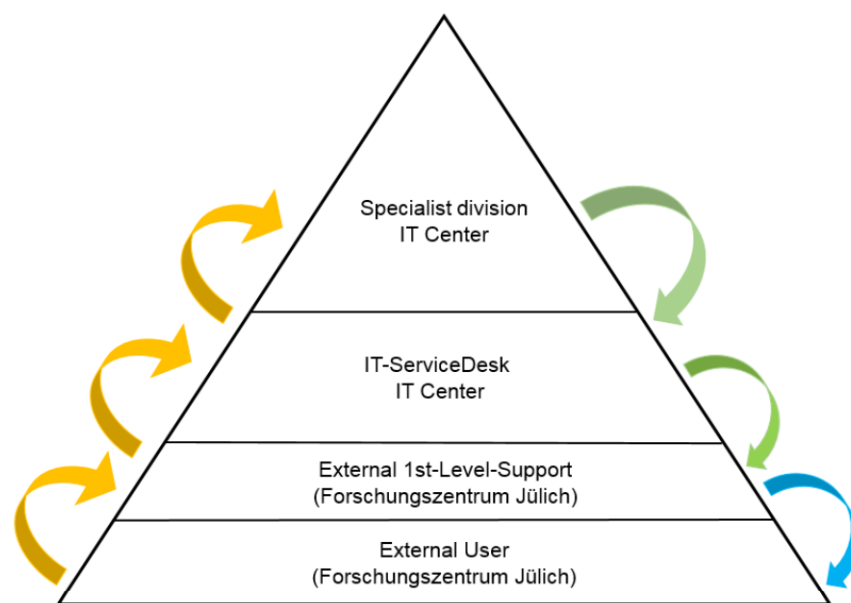 Specialist division
IT Center
IT-ServiceDesk
IT Center
External 1st-Level-Support
(Forschungszentrum Jülich)
External User
(Forschungszentrum Jülich)